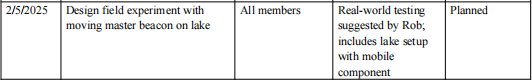 2/5/2025 Design field experiment with All members Real-world testing Planned
moving master beacon on lake suggested by Rob;
includes lake setup
with mobile
component